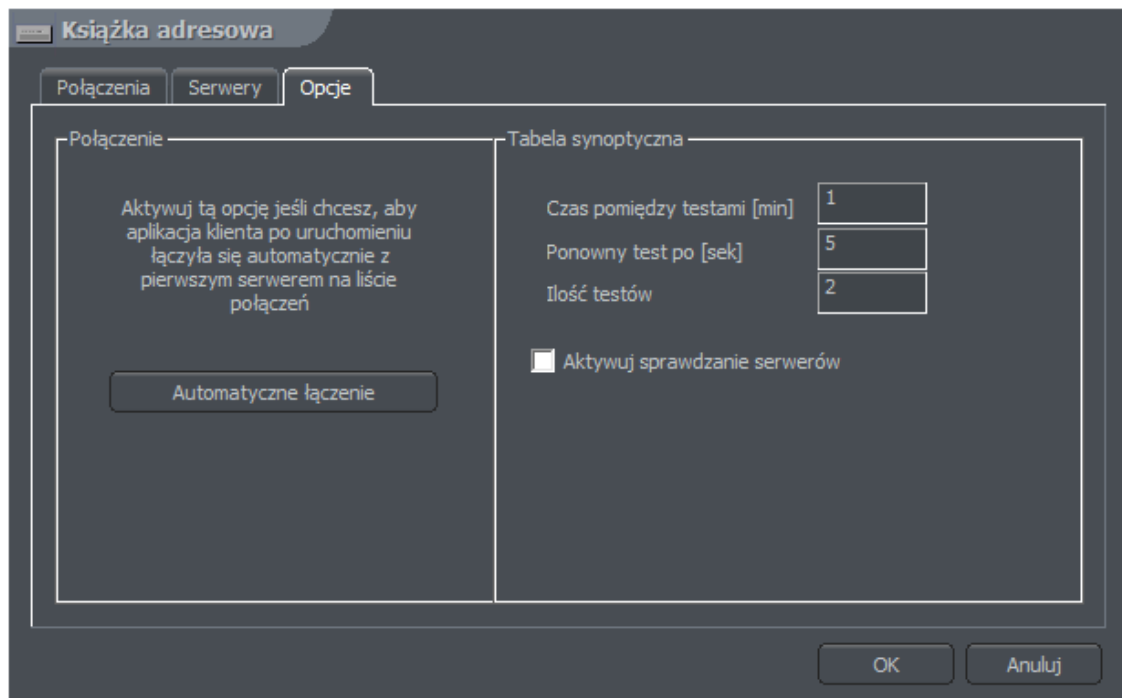 Książka adresowa
Połączenia
Serwery
Opcje
Połączenie
Aktywuj tą opcję jeśli chcesz, aby
aplikacja klienta po uruchomieniu
łączyła się automatycznie z
pierwszym serwerem na liście
połączeń
Automatyczne łączenie
Tabela synoptyczna
Czas pomiędzy testami [min] 1
Ponowny test po [sek] 5
Ilość testów 2
Aktywuj sprawdzanie serwerów
OK
Anuluj